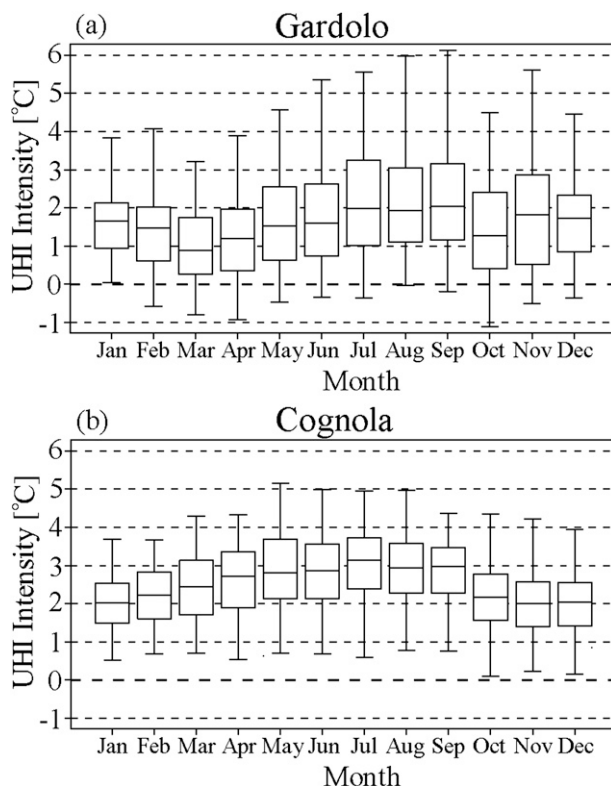 (a) Gardolo
UHI Intensity [℃]
6
5
4
3
2
1
0
-1
Jan Feb Mar Apr May Jun Jul Aug Sep Oct Nov Dec
Month
(b) Cognola
UHI Intensity [℃]
6
5
4
3
2
1
0
-1
Jan Feb Mar Apr May Jun Jul Aug Sep Oct Nov Dec
Month